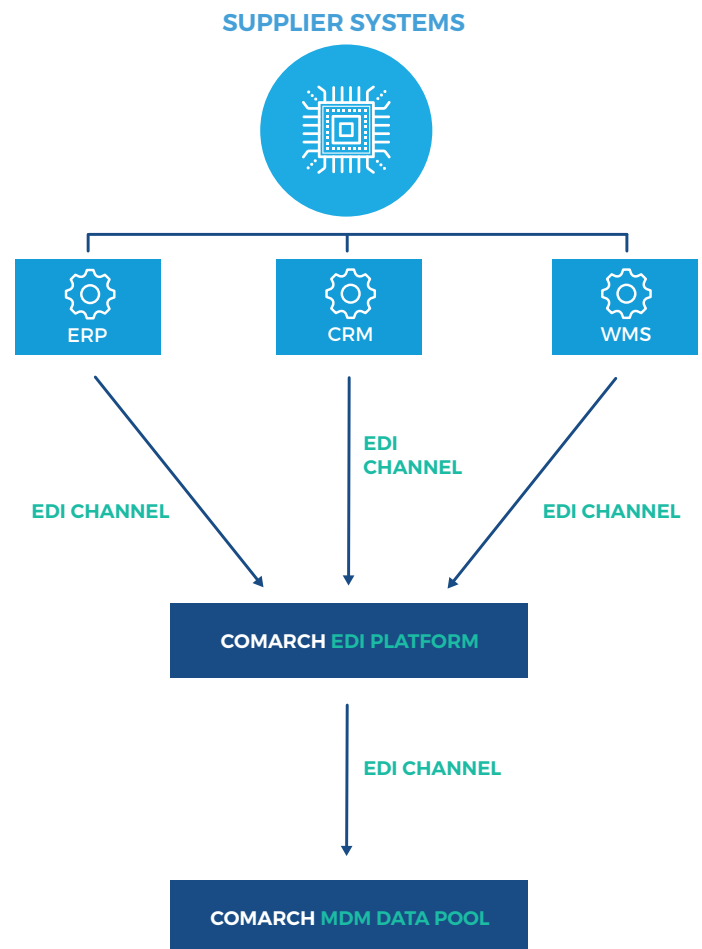 SUPPLIER SYSTEMS
ERP
CRM
WMS
EDI
CHANNEL
EDI CHANNEL
EDI CHANNEL
COMARCH EDI PLATFORM
EDI CHANNEL
COMARCH MDM DATA POOL